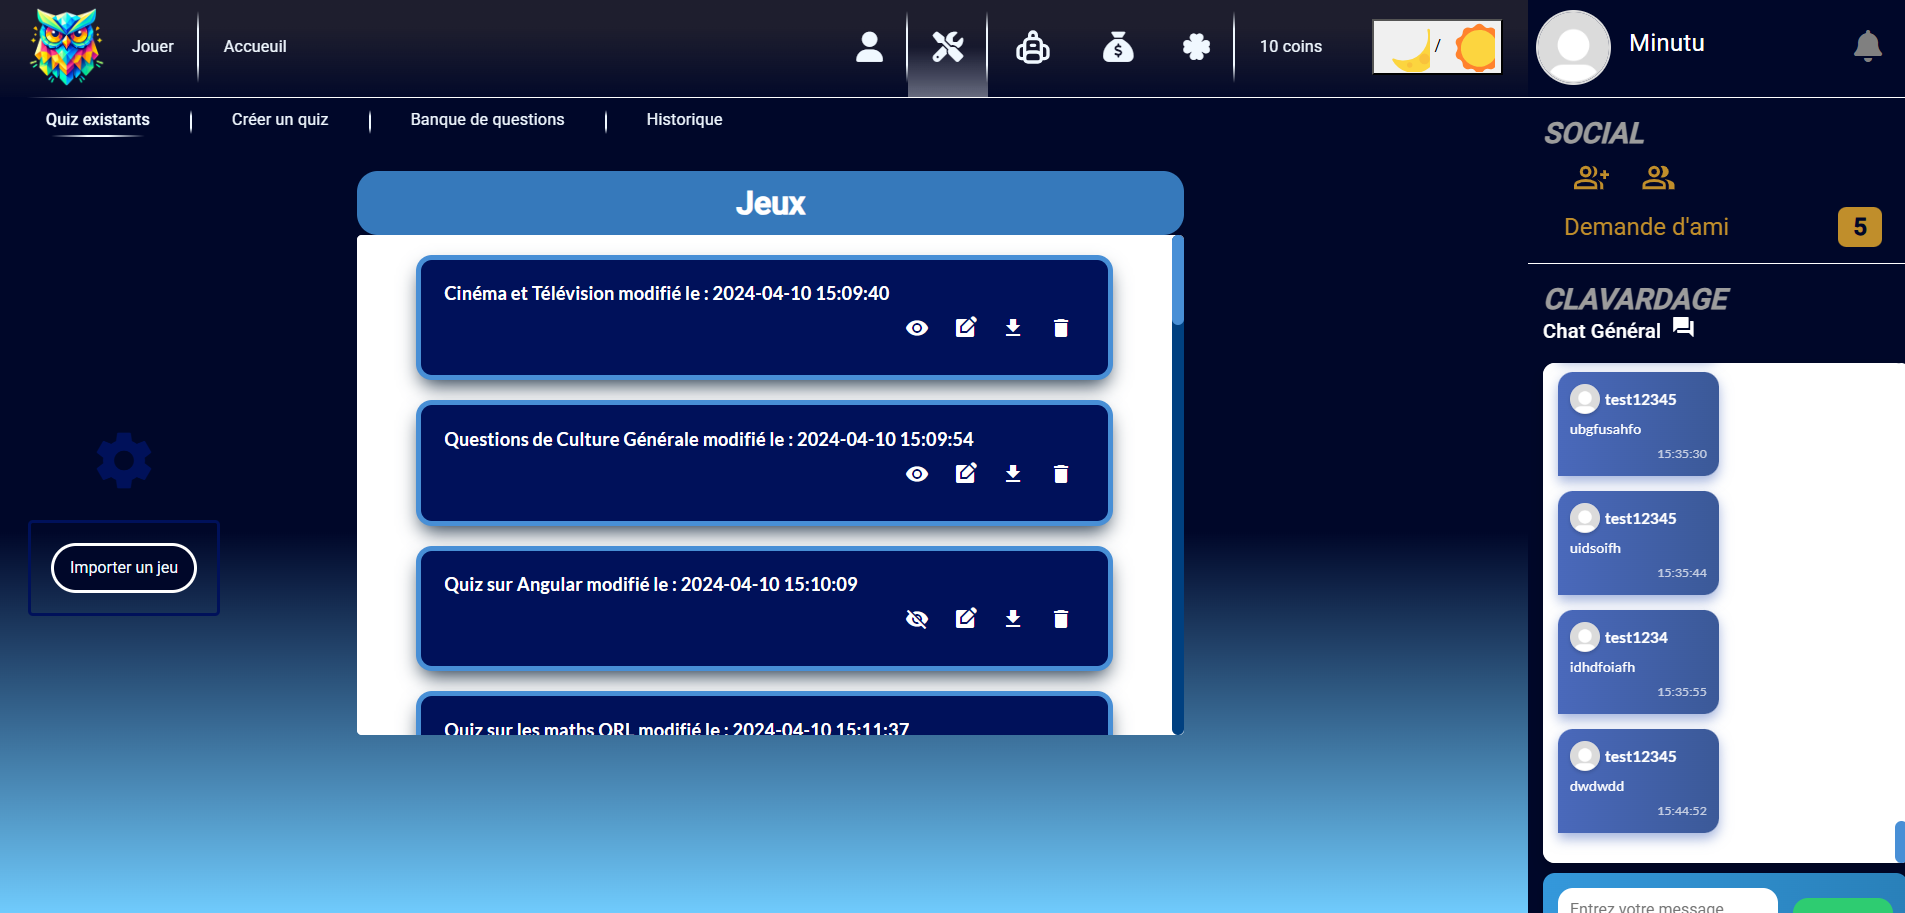 Jouer
Accueuil
$
10 coins
/
Minutu
Quiz existants
Créer un quiz
Banque de questions
Historique
Jeux
Cinéma et Télévision modifié le : 2024-04-10 15:09:40
Questions de Culture Générale modifié le : 2024-04-10 15:09:54
Quiz sur Angular modifié le : 2024-04-10 15:10:09
Quiz sur les maths QRL modifié le : 2024-04-10 15:11:37
Importer un jeu
SOCIAL
Demande d'ami
5
CLAVARDAGE
Chat Général
test12345
ubgfusahfo
15:35:30
test12345
uidsoifh
15:35:44
test1234
idhdfoiafh
15:35:55
test12345
dwdwdd
15:44:52
Entrez votre message